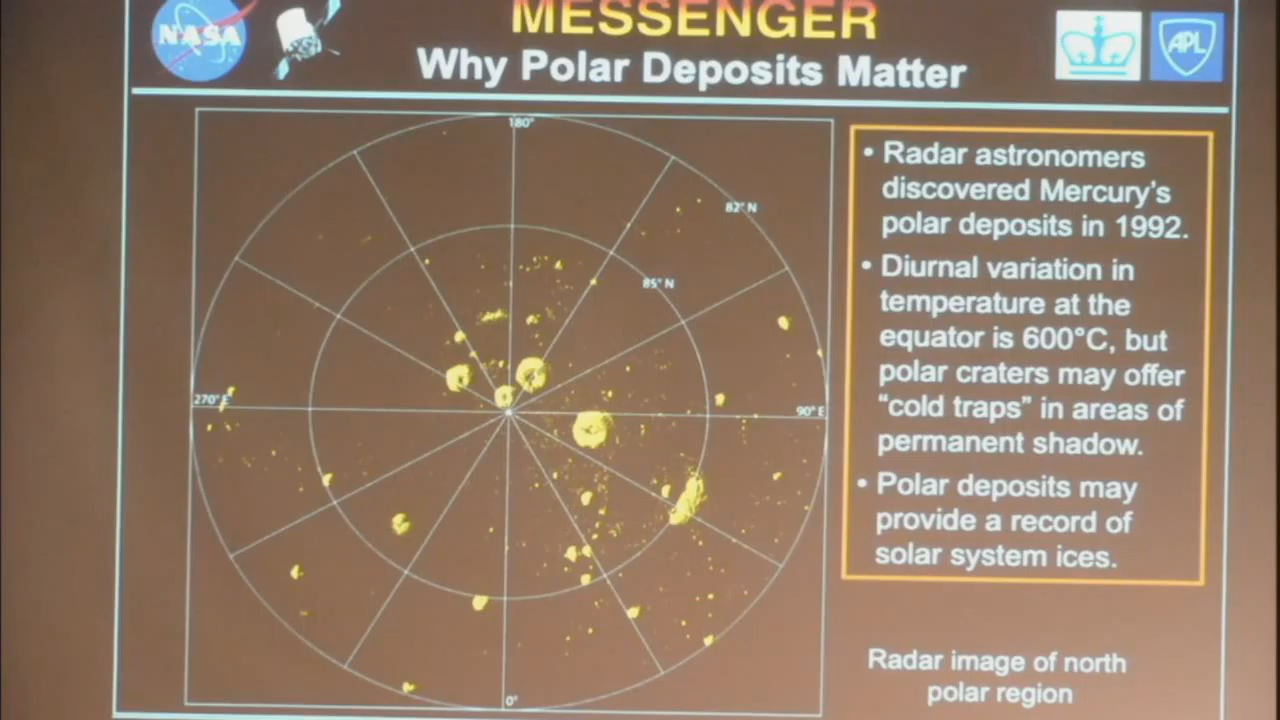 MESSENGER
NASA
APL
Why Polar Deposits Matter
180°
82° N
85° N
270° E
90° E
0°
• Radar astronomers
discovered Mercury's
polar deposits in 1992.
• Diurnal variation in
temperature at the
equator is 600°C, but
polar craters may offer
"cold traps" in areas of
permanent shadow.
• Polar deposits may
provide a record of
solar system ices.
Radar image of north
polar region